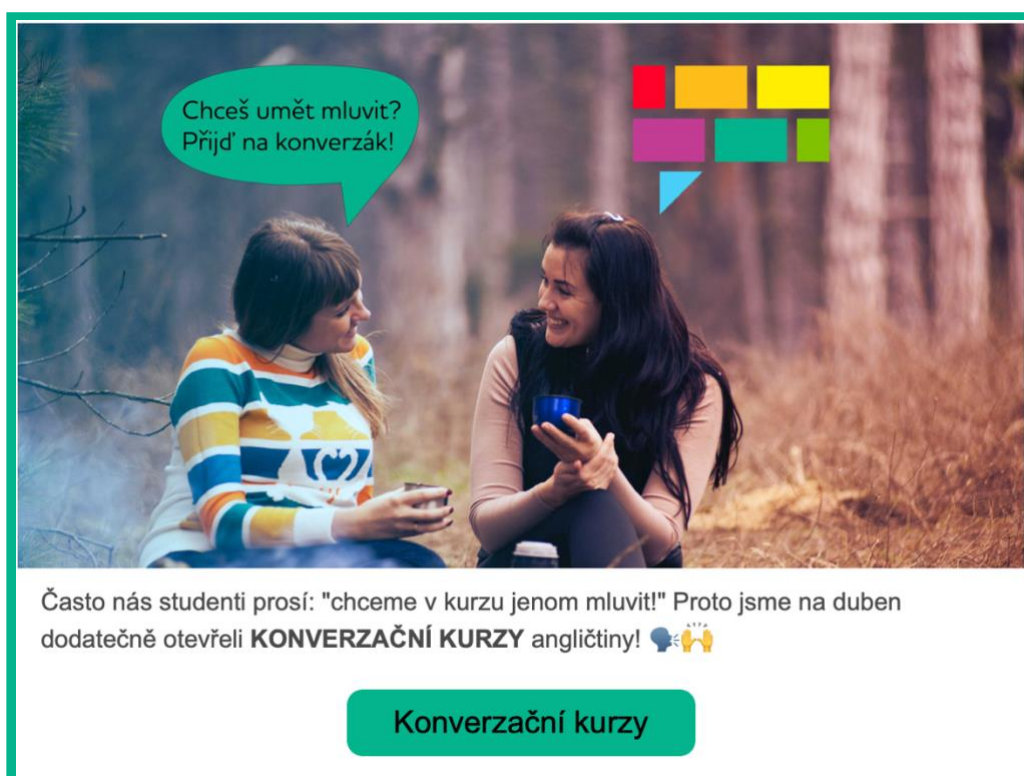 Chceš umět mluvit?
Přijď na konverzák!
Často nás studenti prosí: "chceme v kurzu jenom mluvit!" Proto jsme na duben
dodatečně otevřeli KONVERZAČNÍ KURZY angličtiny! 🗣️🙌
Konverzační kurzy